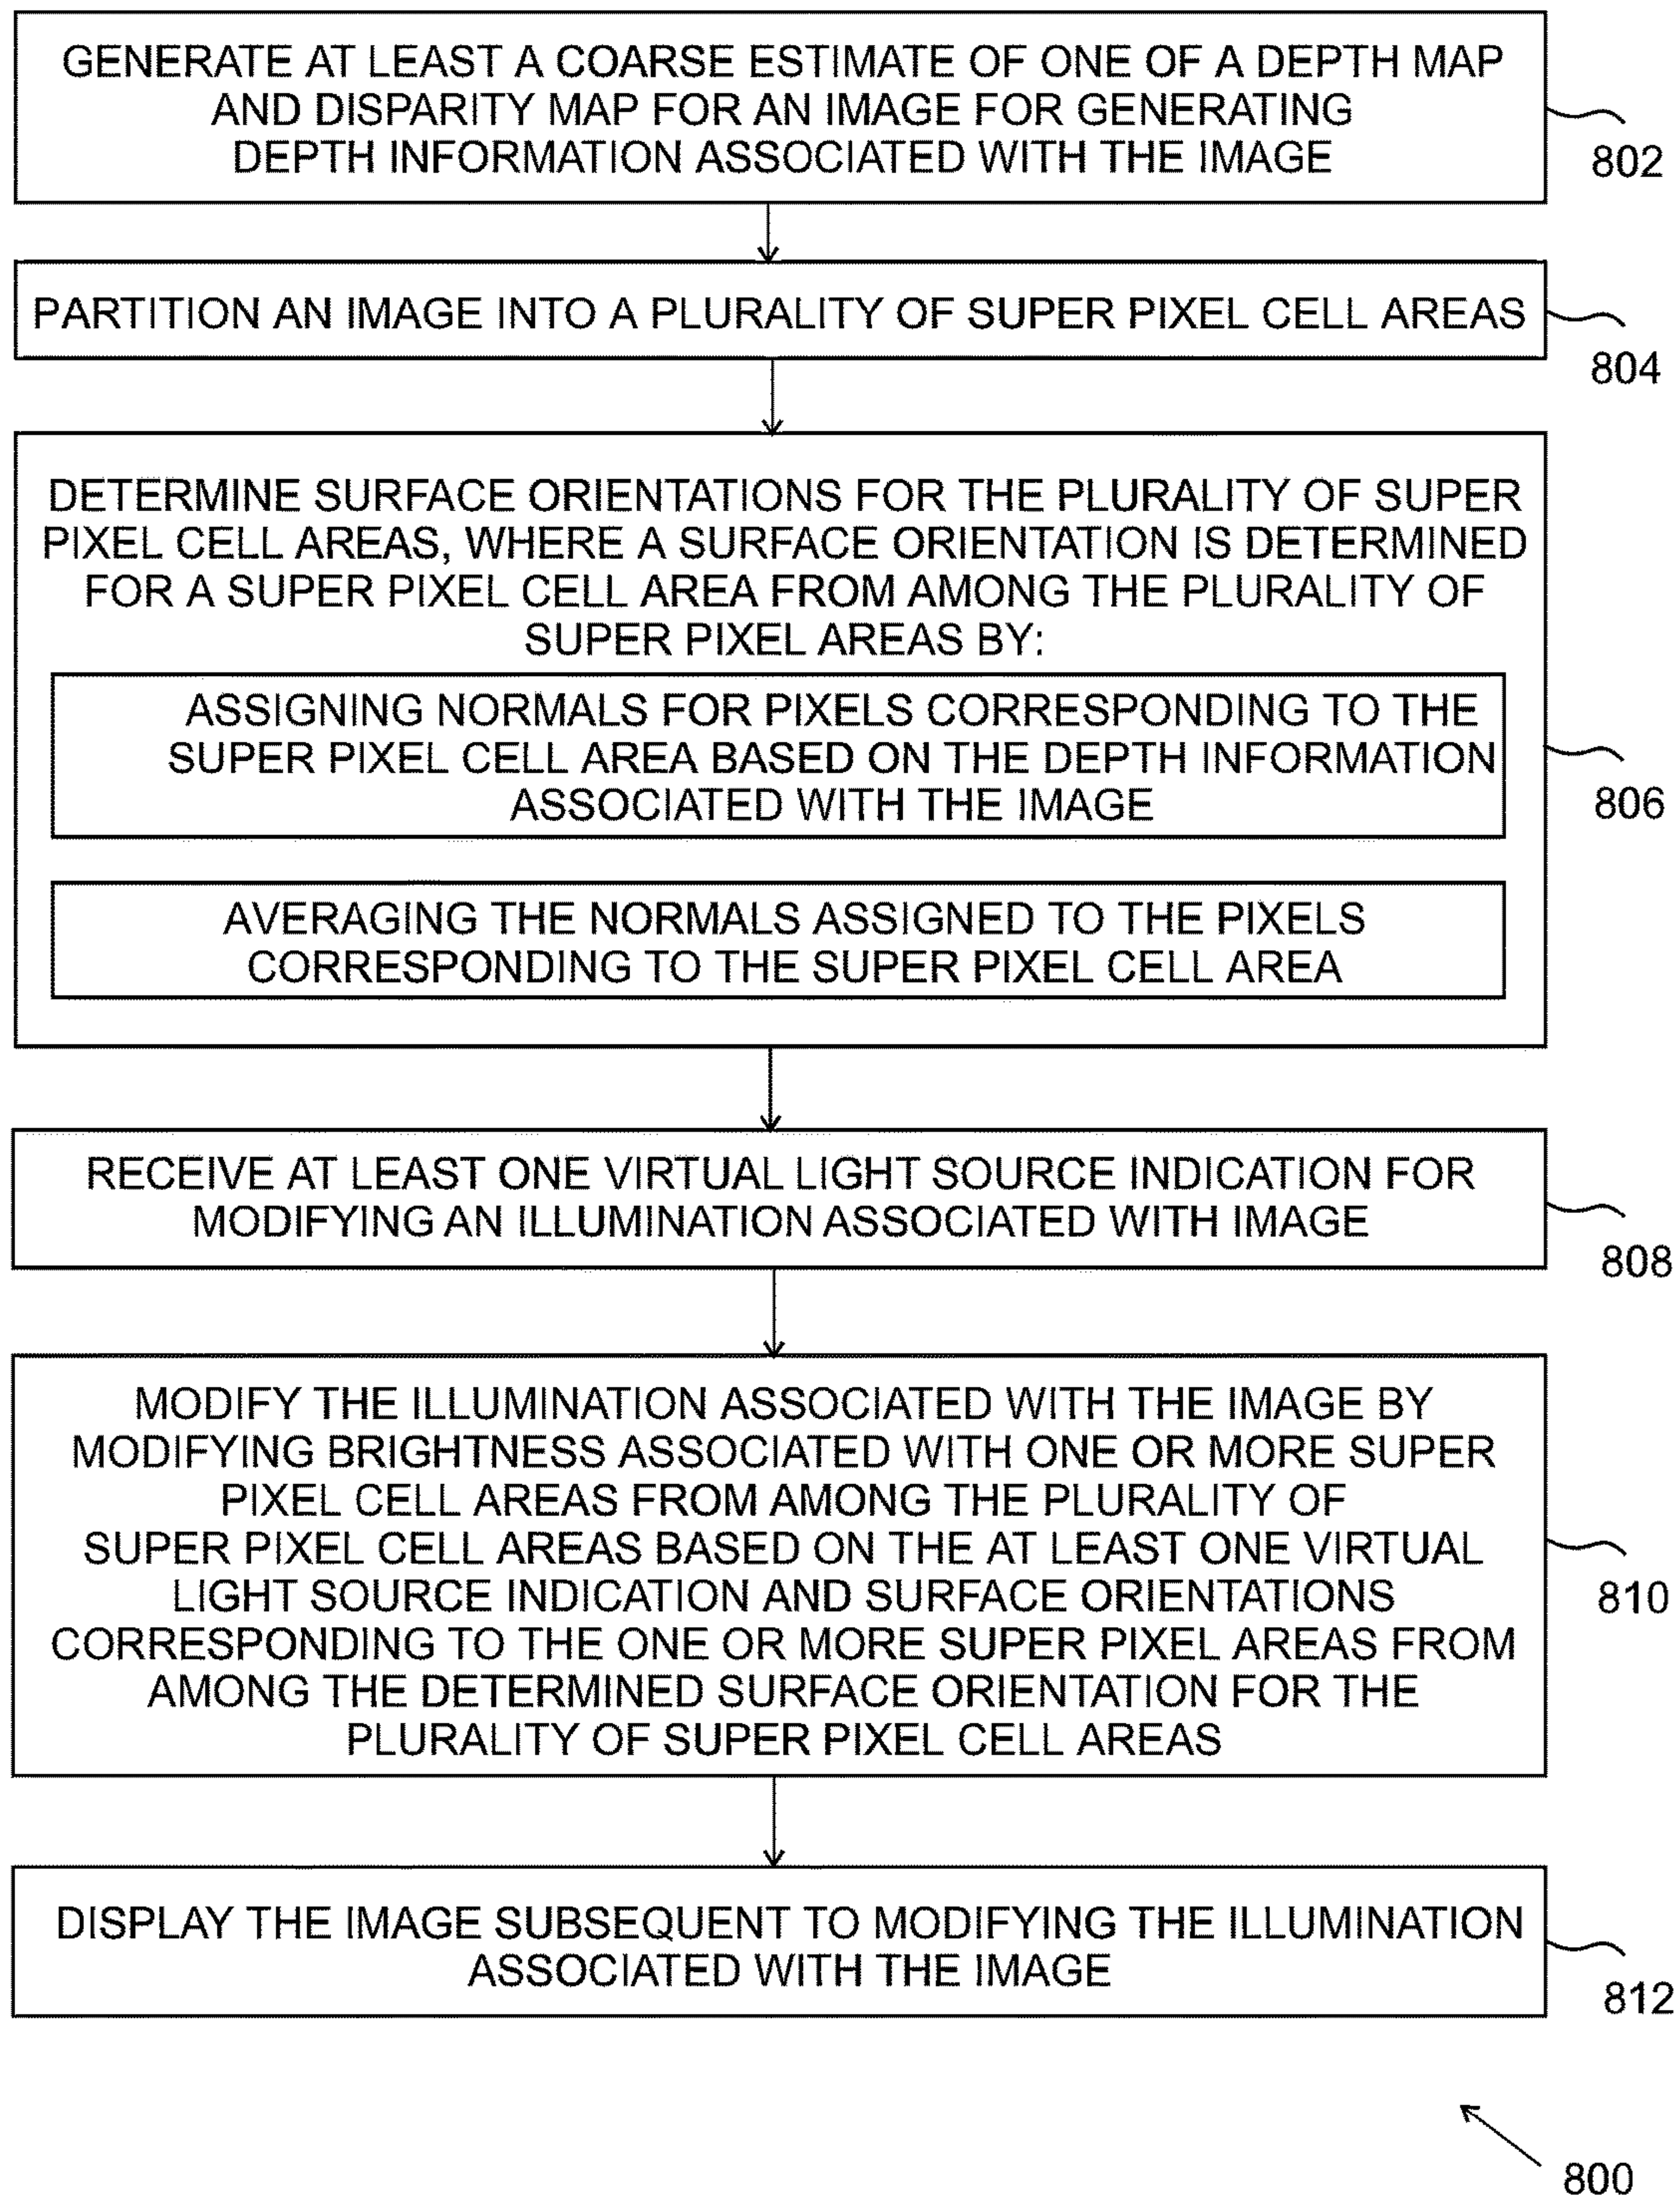 GENERATE AT LEAST A COARSE ESTIMATE OF ONE OF A DEPTH MAP
AND DISPARITY MAP FOR AN IMAGE FOR GENERATING
DEPTH INFORMATION ASSOCIATED WITH THE IMAGE
802
PARTITION AN IMAGE INTO A PLURALITY OF SUPER PIXEL CELL AREAS
804
DETERMINE SURFACE ORIENTATIONS FOR THE PLURALITY OF SUPER
PIXEL CELL AREAS, WHERE A SURFACE ORIENTATION IS DETERMINED
FOR A SUPER PIXEL CELL AREA FROM AMONG THE PLURALITY OF
SUPER PIXEL AREAS BY:
ASSIGNING NORMALS FOR PIXELS CORRESPONDING TO THE
SUPER PIXEL CELL AREA BASED ON THE DEPTH INFORMATION
ASSOCIATED WITH THE IMAGE
806
AVERAGING THE NORMALS ASSIGNED TO THE PIXELS
CORRESPONDING TO THE SUPER PIXEL CELL AREA
RECEIVE AT LEAST ONE VIRTUAL LIGHT SOURCE INDICATION FOR
MODIFYING AN ILLUMINATION ASSOCIATED WITH IMAGE
808
MODIFY THE ILLUMINATION ASSOCIATED WITH THE IMAGE BY
MODIFYING BRIGHTNESS ASSOCIATED WITH ONE OR MORE SUPER
PIXEL CELL AREAS FROM AMONG THE PLURALITY OF
SUPER PIXEL CELL AREAS BASED ON THE AT LEAST ONE VIRTUAL
LIGHT SOURCE INDICATION AND SURFACE ORIENTATIONS
CORRESPONDING TO THE ONE OR MORE SUPER PIXEL AREAS FROM
AMONG THE DETERMINED SURFACE ORIENTATION FOR THE
PLURALITY OF SUPER PIXEL CELL AREAS
810
DISPLAY THE IMAGE SUBSEQUENT TO MODIFYING THE ILLUMINATION
ASSOCIATED WITH THE IMAGE
812
800